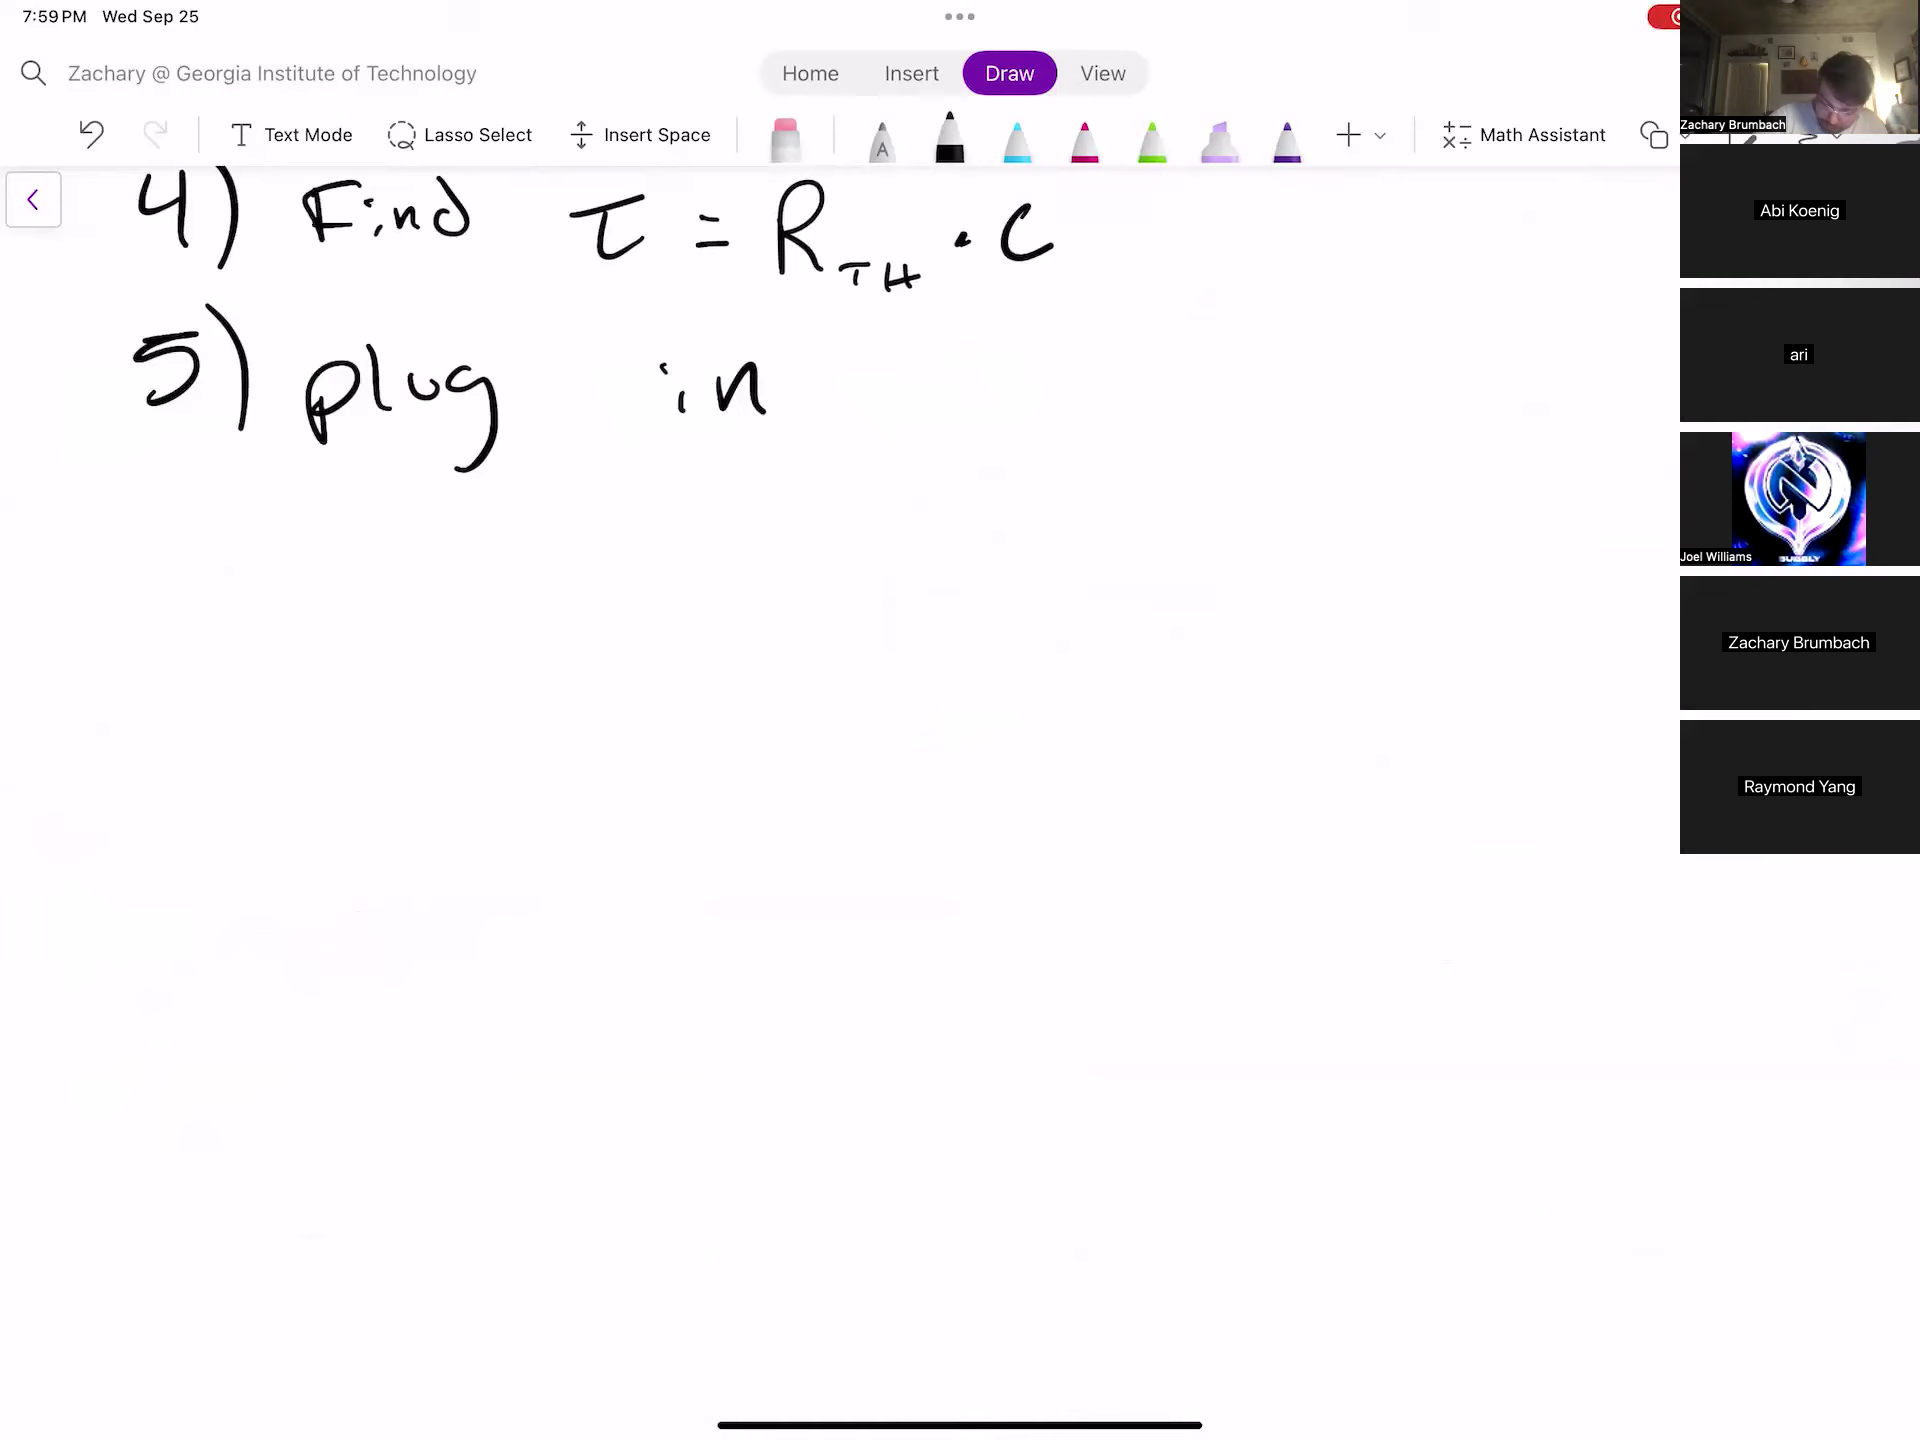 7:59 PM Wed Sep 25
Zachary @ Georgia Institute of Technology
Home Insert Draw View
Text Mode Lasso Select Insert Space A Math Assistant
4) Find τ = R_TH · C
5) plug in
Zachary Brumbach
Abi Koenig
ari
Joel Williams
Zachary Brumbach
Raymond Yang